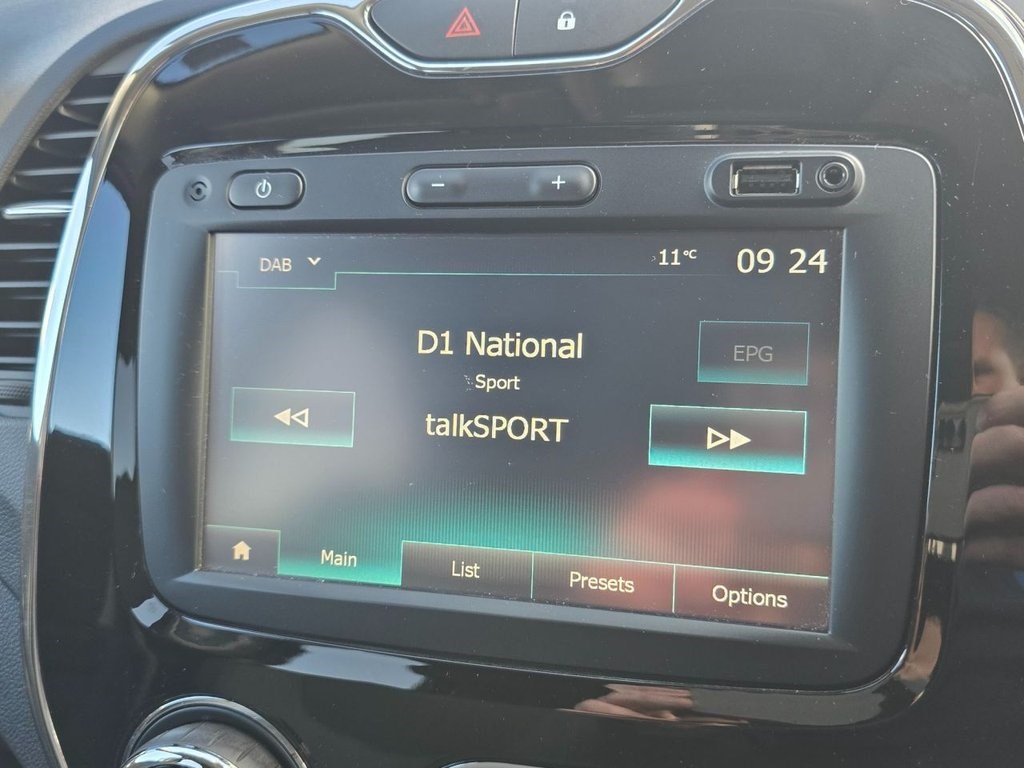 DAB
11°C
09 24
D1 National
EPG
Sport
talkSPORT
Main
List
Presets
Options